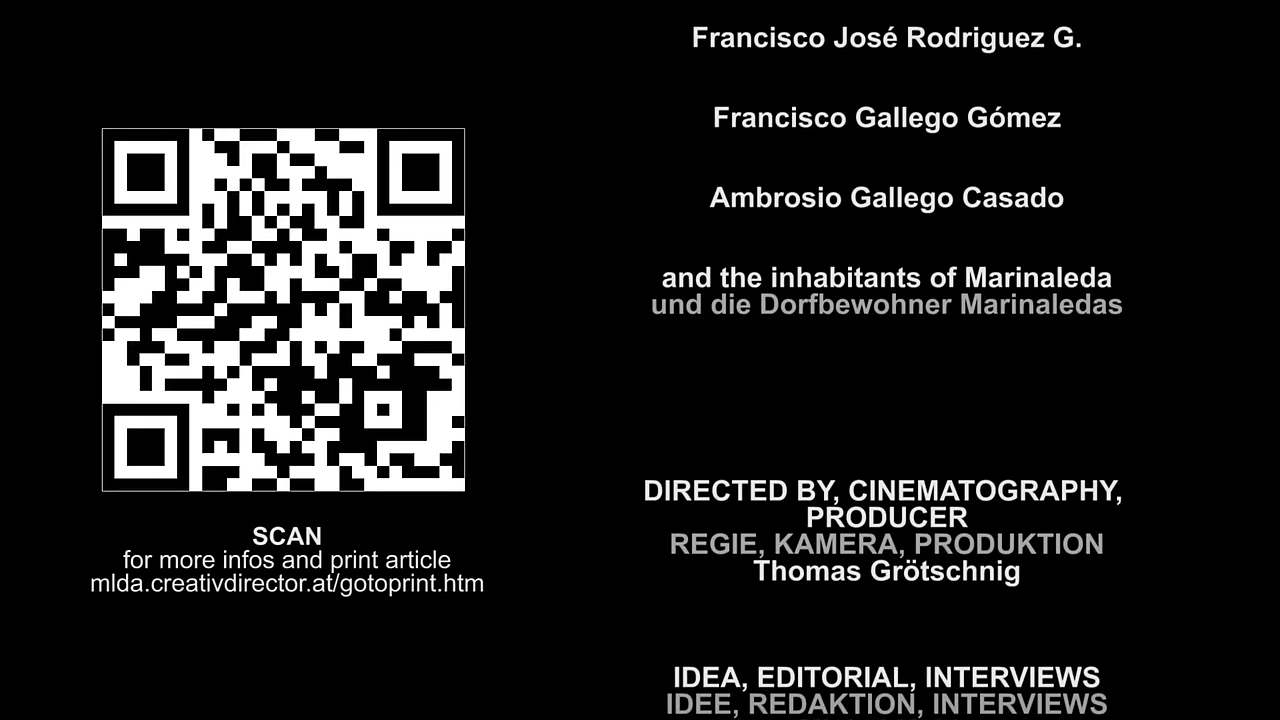 Francisco José Rodriguez G.
Francisco Gallego Gómez
Ambrosio Gallego Casado
and the inhabitants of Marinaleda
und die Dorfbewohner Marinaledas
SCAN
for more infos and print article
mlda.creativdirector.at/gotoprint.htm
DIRECTED BY, CINEMATOGRAPHY,
PRODUCER
REGIE, KAMERA, PRODUKTION
Thomas Grötschnig
IDEA, EDITORIAL, INTERVIEWS
IDEE, REDAKTION, INTERVIEWS